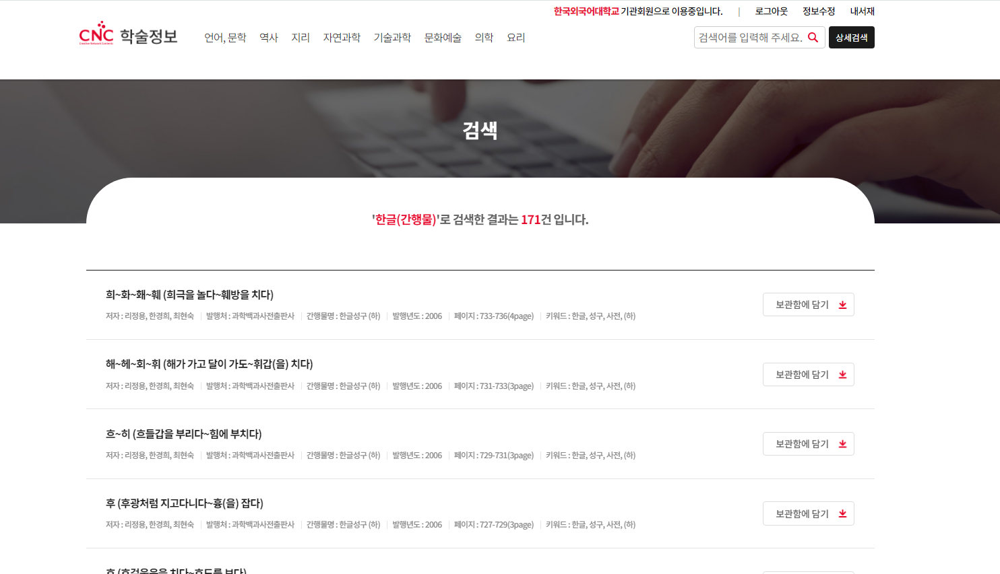 한국외국어대학교 기관회원으로 이용중입니다. | 로그아웃 정보수정 내서재
CNC 학술정보 언어, 문학 역사 지리 자연과학 기술과학 문화예술 의학 요리 검색어를 입력해 주세요. 상세검색
검색
'한글(간행물)'로 검색한 결과는 171건 입니다.
희~화~홰~훼 (희극을 놀다~훼방을 치다)
저자 : 리정용, 한경희, 최현숙 발행처 : 과학백과사전출판사 간행물명 : 한글성구 (하) 발행년도 : 2006 페이지 : 733-736(4page) 키워드 : 한글, 성구, 사전, (하)
보관함에 담기
해~헤~회~휘 (해가 가고 달이 가도~휘갑(을) 치다)
저자 : 리정용, 한경희, 최현숙 발행처 : 과학백과사전출판사 간행물명 : 한글성구 (하) 발행년도 : 2006 페이지 : 731-733(3page) 키워드 : 한글, 성구, 사전, (하)
보관함에 담기
흐~히 (흐들갑을 부리다~힘에 부치다)
저자 : 리정용, 한경희, 최현숙 발행처 : 과학백과사전출판사 간행물명 : 한글성구 (하) 발행년도 : 2006 페이지 : 729-731(3page) 키워드 : 한글, 성구, 사전, (하)
보관함에 담기
후 (후광처럼 지고다니다~흉(을) 잡다)
저자 : 리정용, 한경희, 최현숙 발행처 : 과학백과사전출판사 간행물명 : 한글성구 (하) 발행년도 : 2006 페이지 : 727-729(3page) 키워드 : 한글, 성구, 사전, (하)
보관함에 담기